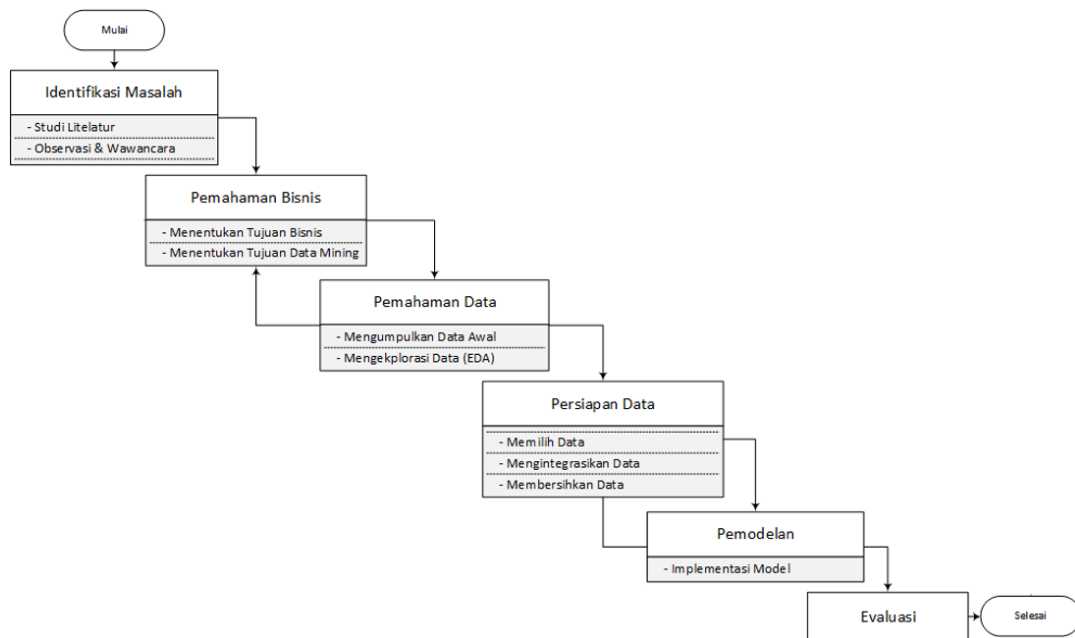 Mulai
Identifikasi Masalah
- Studi Litelatur
- Observasi & Wawancara
Pemahaman Bisnis
- Menentukan Tujuan Bisnis
- Menentukan Tujuan Data Mining
Pemahaman Data
- Mengumpulkan Data Awal
- Mengekplorasi Data (EDA)
Persiapan Data
- Memilih Data
- Mengintegrasikan Data
- Membersihkan Data
Pemodelan
- Implementasi Model
Evaluasi
Selesai